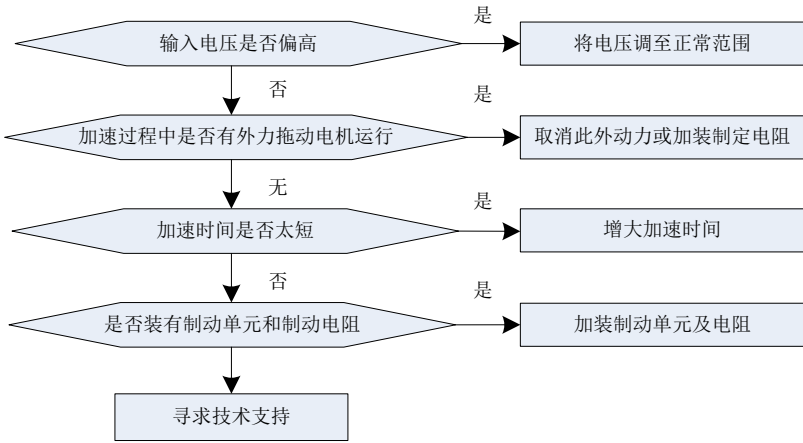 输入电压是否偏高
是
将电压调至正常范围
否
加速过程中是否有外力拖动电机运行
是
取消此外动力或加装制定电阻
无
加速时间是否太短
是
增大加速时间
否
是否装有制动单元和制动电阻
是
加装制动单元及电阻
寻求技术支持